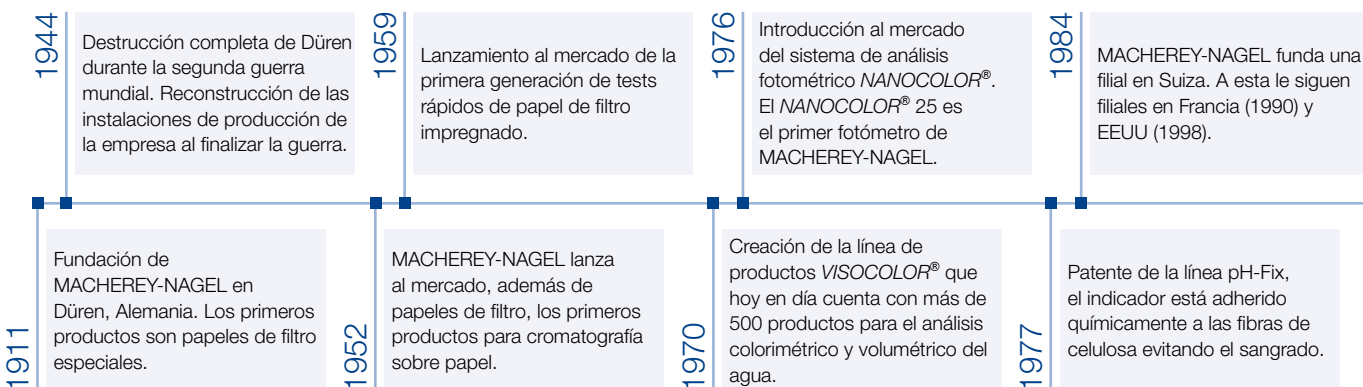 1944
Destrucción completa de Düren
durante la segunda guerra
mundial. Reconstrucción de las
instalaciones de producción de
la empresa al finalizar la guerra.
1959
Lanzamiento al mercado de la
primera generación de tests
rápidos de papel de filtro
impregnado.
1976
Introducción al mercado
del sistema de análisis
fotométrico NANOCOLOR®.
El NANOCOLOR® 25 es
el primer fotómetro de
MACHEREY-NAGEL.
1984
MACHEREY-NAGEL funda una
filial en Suiza. A esta le siguen
filiales en Francia (1990) y
EEUU (1998).
1911
Fundación de
MACHEREY-NAGEL en
Düren, Alemania. Los primeros
productos son papeles de filtro
especiales.
1952
MACHEREY-NAGEL lanza
al mercado, además de
papeles de filtro, los primeros
productos para cromatografía
sobre papel.
1970
Creación de la línea de
productos VISOCOLOR® que
hoy en día cuenta con más de
500 productos para el análisis
colorimétrico y volumétrico del
agua.
1977
Patente de la línea pH-Fix,
el indicador está adherido
químicamente a las fibras de
celulosa evitando el sangrado.